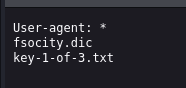 User-agent: *
fsocity.dic
key-1-of-3.txt